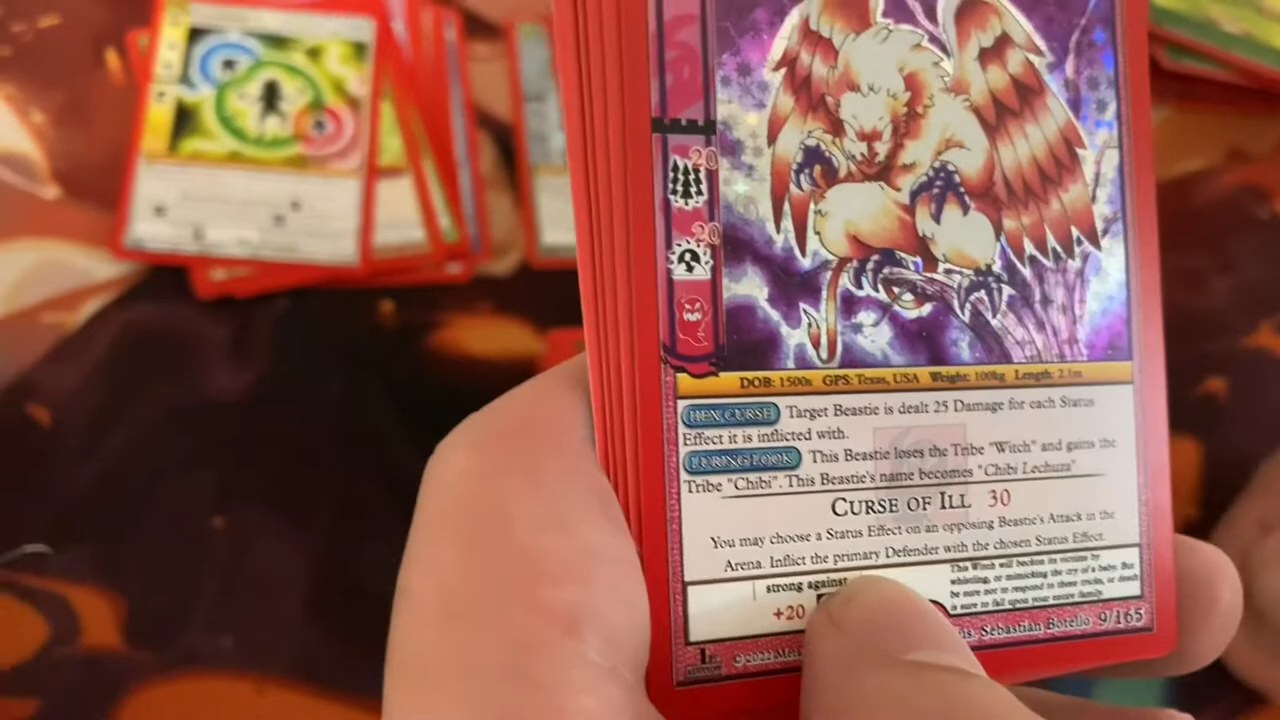 20
20
DOB: 1500s GPS: Texas, USA Weight: 100kg Length: 2.1m
HEX CURSE Target Beastie is dealt 25 Damage for each Status
Effect it is inflicted with.
LURING LOOK This Beastie loses the Tribe "Witch" and gains the
Tribe "Chibi". This Beastie's name becomes "Chibi Lechuza"
CURSE OF ILL 30
You may choose a Status Effect on an opposing Beastie's Attack in the
Arena. Inflict the primary Defender with the chosen Status Effect.
strong against
+20
This Witch will beckon its victims by
whistling, or mimicking the cry of a baby. But
be sure not to respond to these tricks, or death
is sure to fall upon your entire family.
1st EDITION
©2022 Meta
Sebastian Botello 9/165